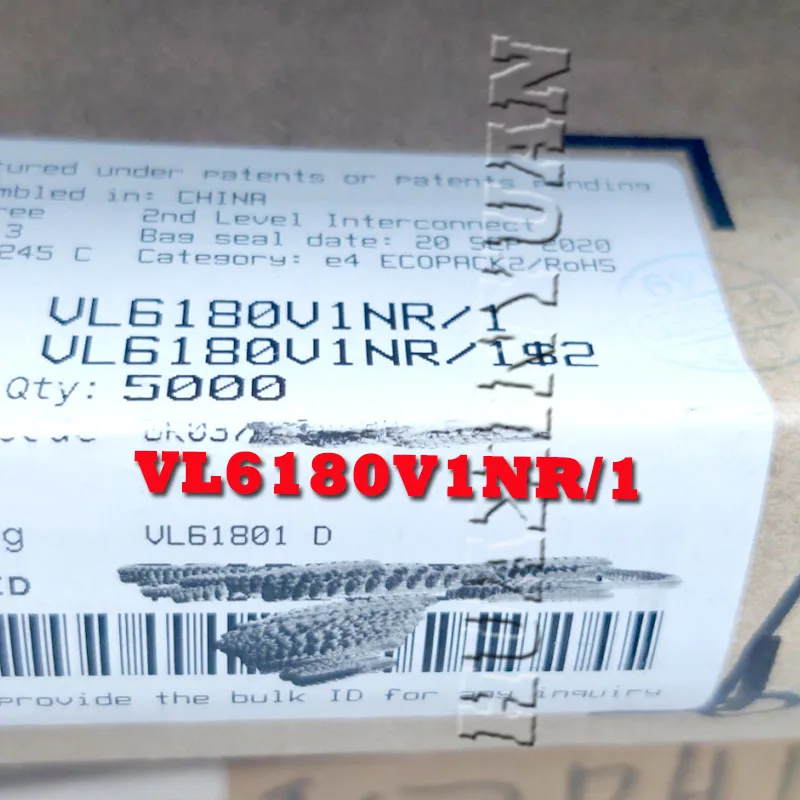 tured under patents or patents pending
mbled in: CHINA
ree 2nd Level Interconnect
3 Bag seal date: 20 Sep 2020
245 C Category: e4 ECOPACK2/RoHS
VL6180V1NR/1
VL6180V1NR/1$2
Qty: 5000
VL6180V1NR/1
g VL61801 D
ID
provide the bulk ID for any inquiry